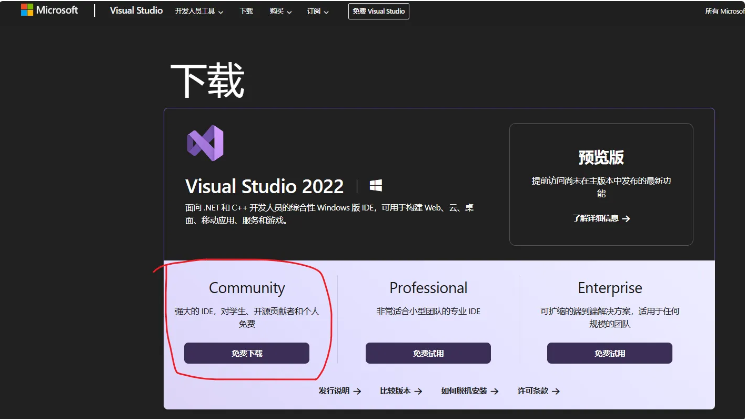 Microsoft Visual Studio 开发人员工具 下载 购买 订阅 免费 Visual Studio 所有 Microsof
下载
Visual Studio 2022
面向 .NET 和 C++ 开发人员的综合性 Windows 版 IDE，可用于构建 Web、云、桌
面、移动应用、服务和游戏。
预览版
提前访问尚未在主版本中发布的最新功
能
了解详细信息 →
Community
强大的 IDE，对学生、开源贡献者和个人
免费
免费下载
Professional
非常适合小型团队的专业 IDE
免费试用
Enterprise
可扩缩的端到端解决方案，适用于任何
规模的团队
免费试用
发行说明 → 比较版本 → 如何脱机安装 → 许可条款 →